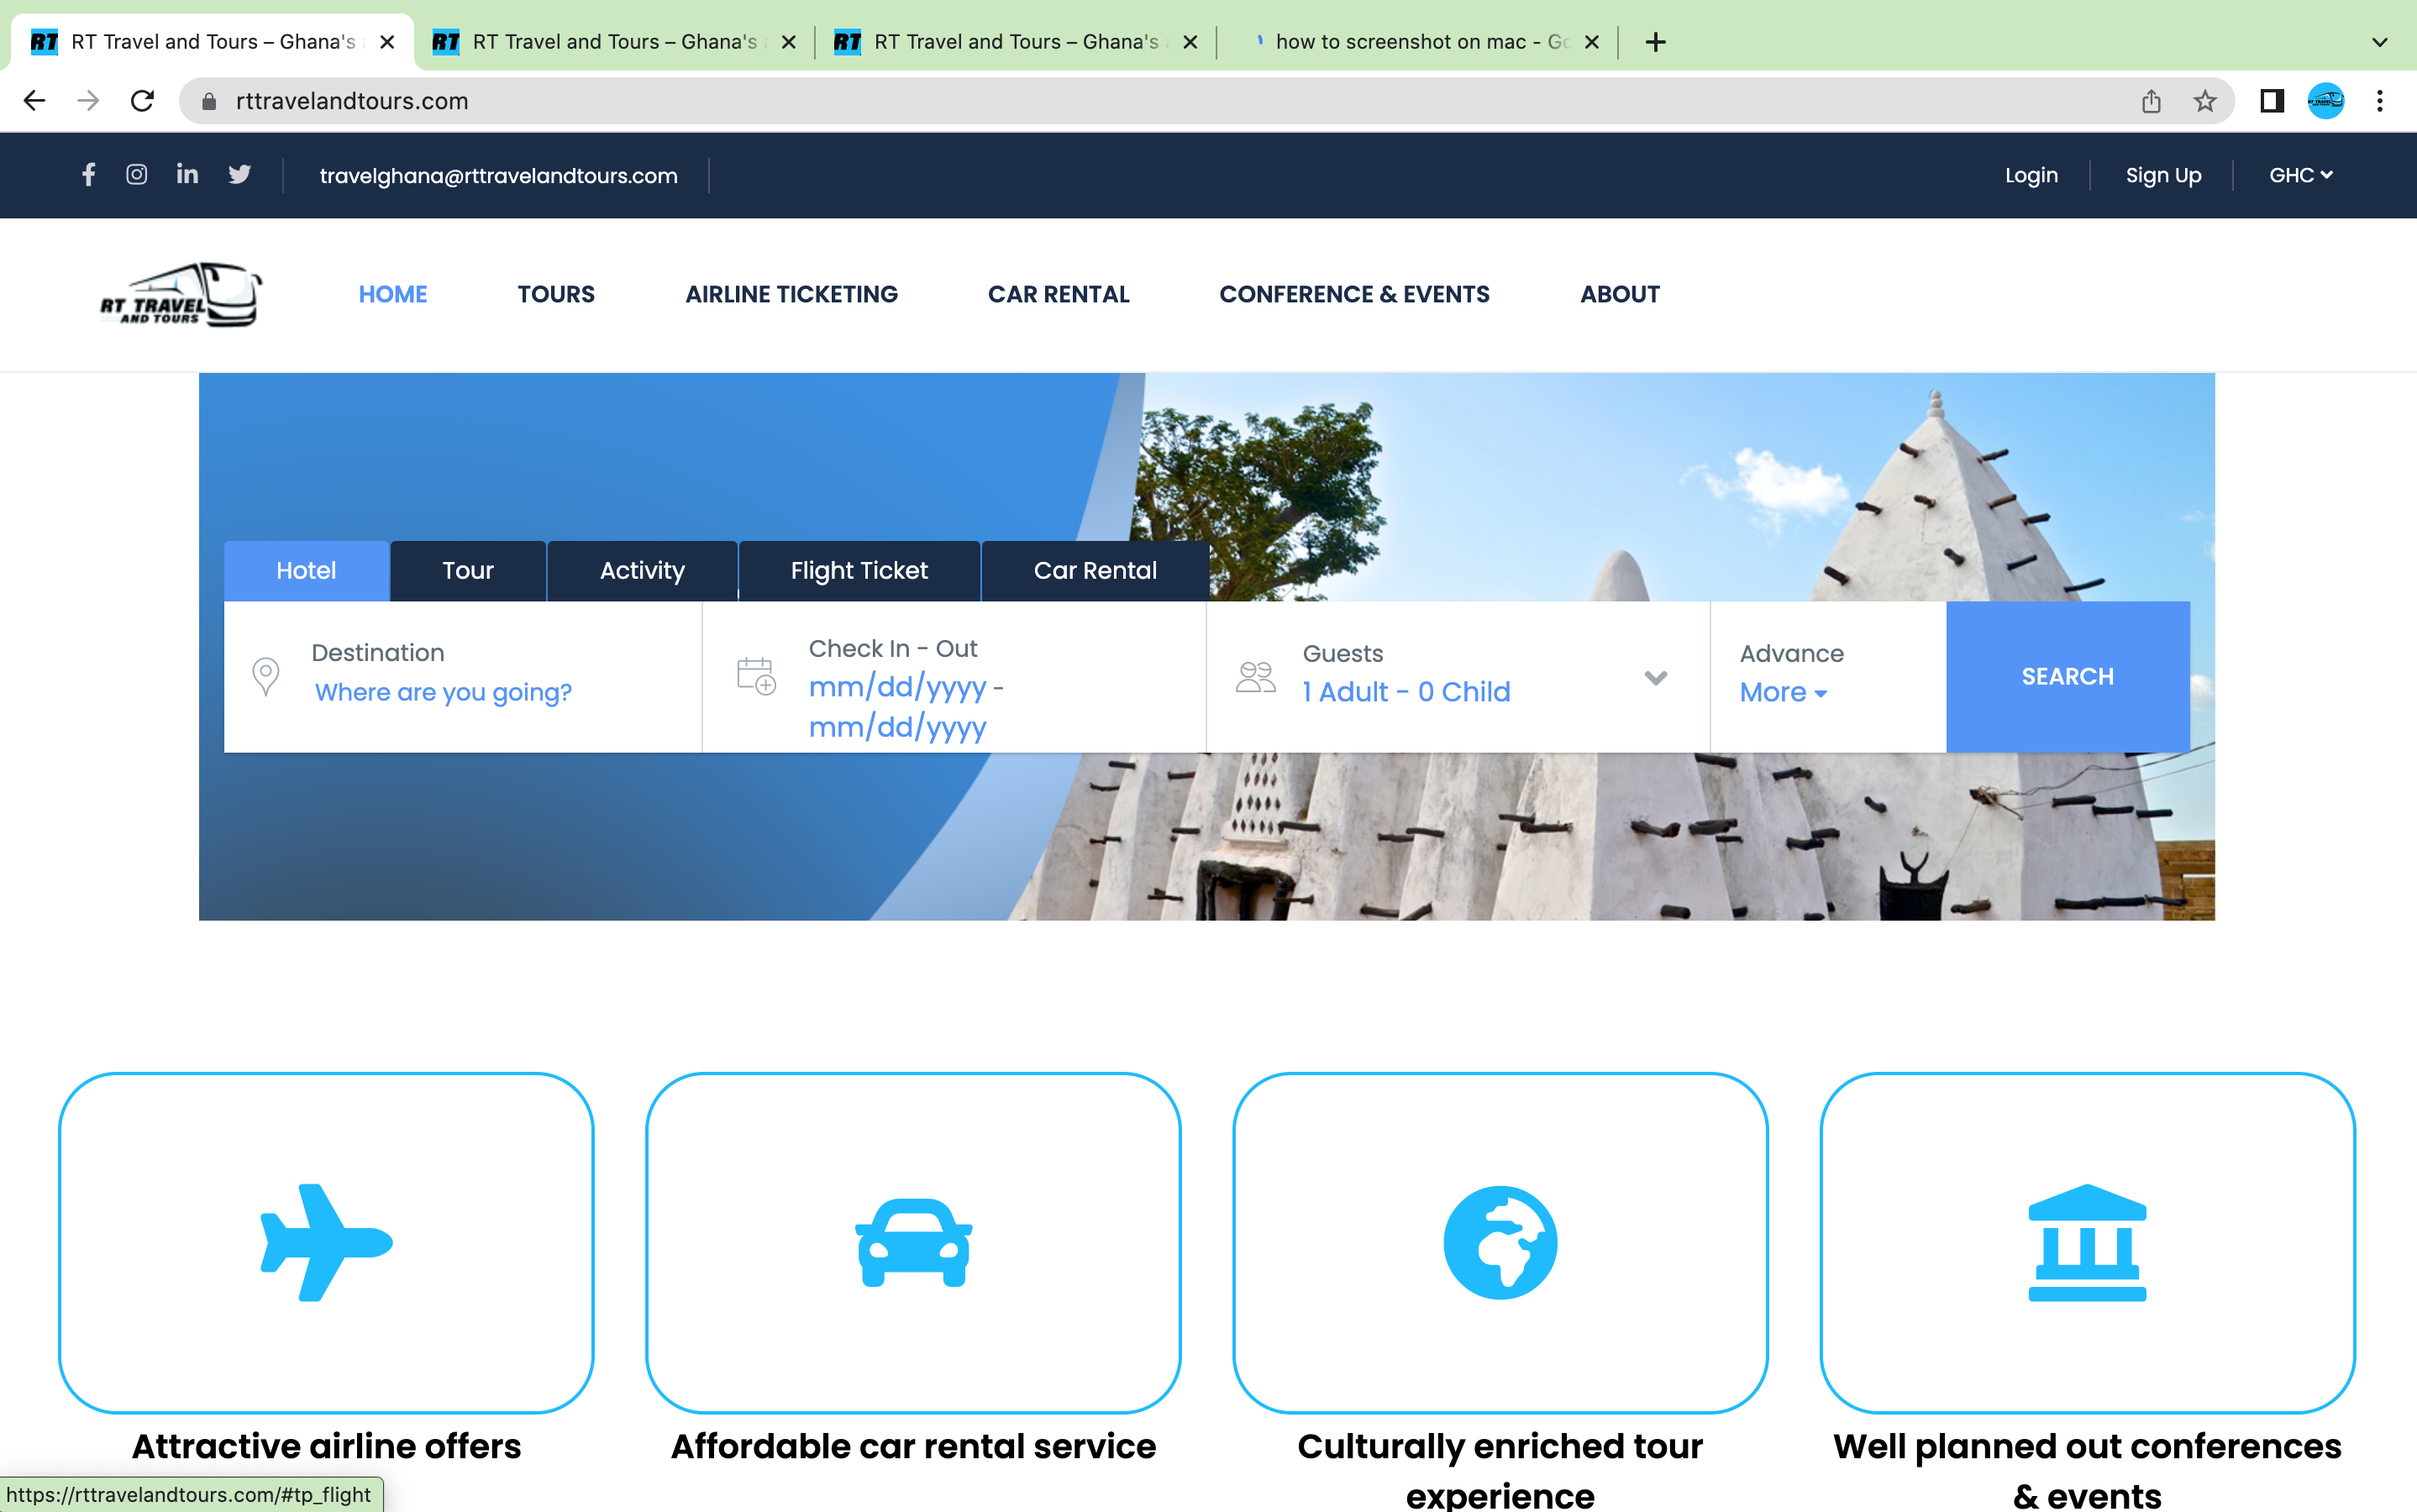 RT Travel and Tours – Ghana's
RT Travel and Tours – Ghana's
RT Travel and Tours – Ghana's
how to screenshot on mac - Go
rttravelandtours.com
travelghana@rttravelandtours.com
Login
Sign Up
GHC
RT TRAVEL
AND TOURS
HOME
TOURS
AIRLINE TICKETING
CAR RENTAL
CONFERENCE & EVENTS
ABOUT
Hotel
Tour
Activity
Flight Ticket
Car Rental
Destination
Where are you going?
Check In - Out
mm/dd/yyyy -
mm/dd/yyyy
Guests
1 Adult - 0 Child
Advance
More
SEARCH
Attractive airline offers
Affordable car rental service
Culturally enriched tour
experience
Well planned out conferences
& events
https://rttravelandtours.com/#tp_flight